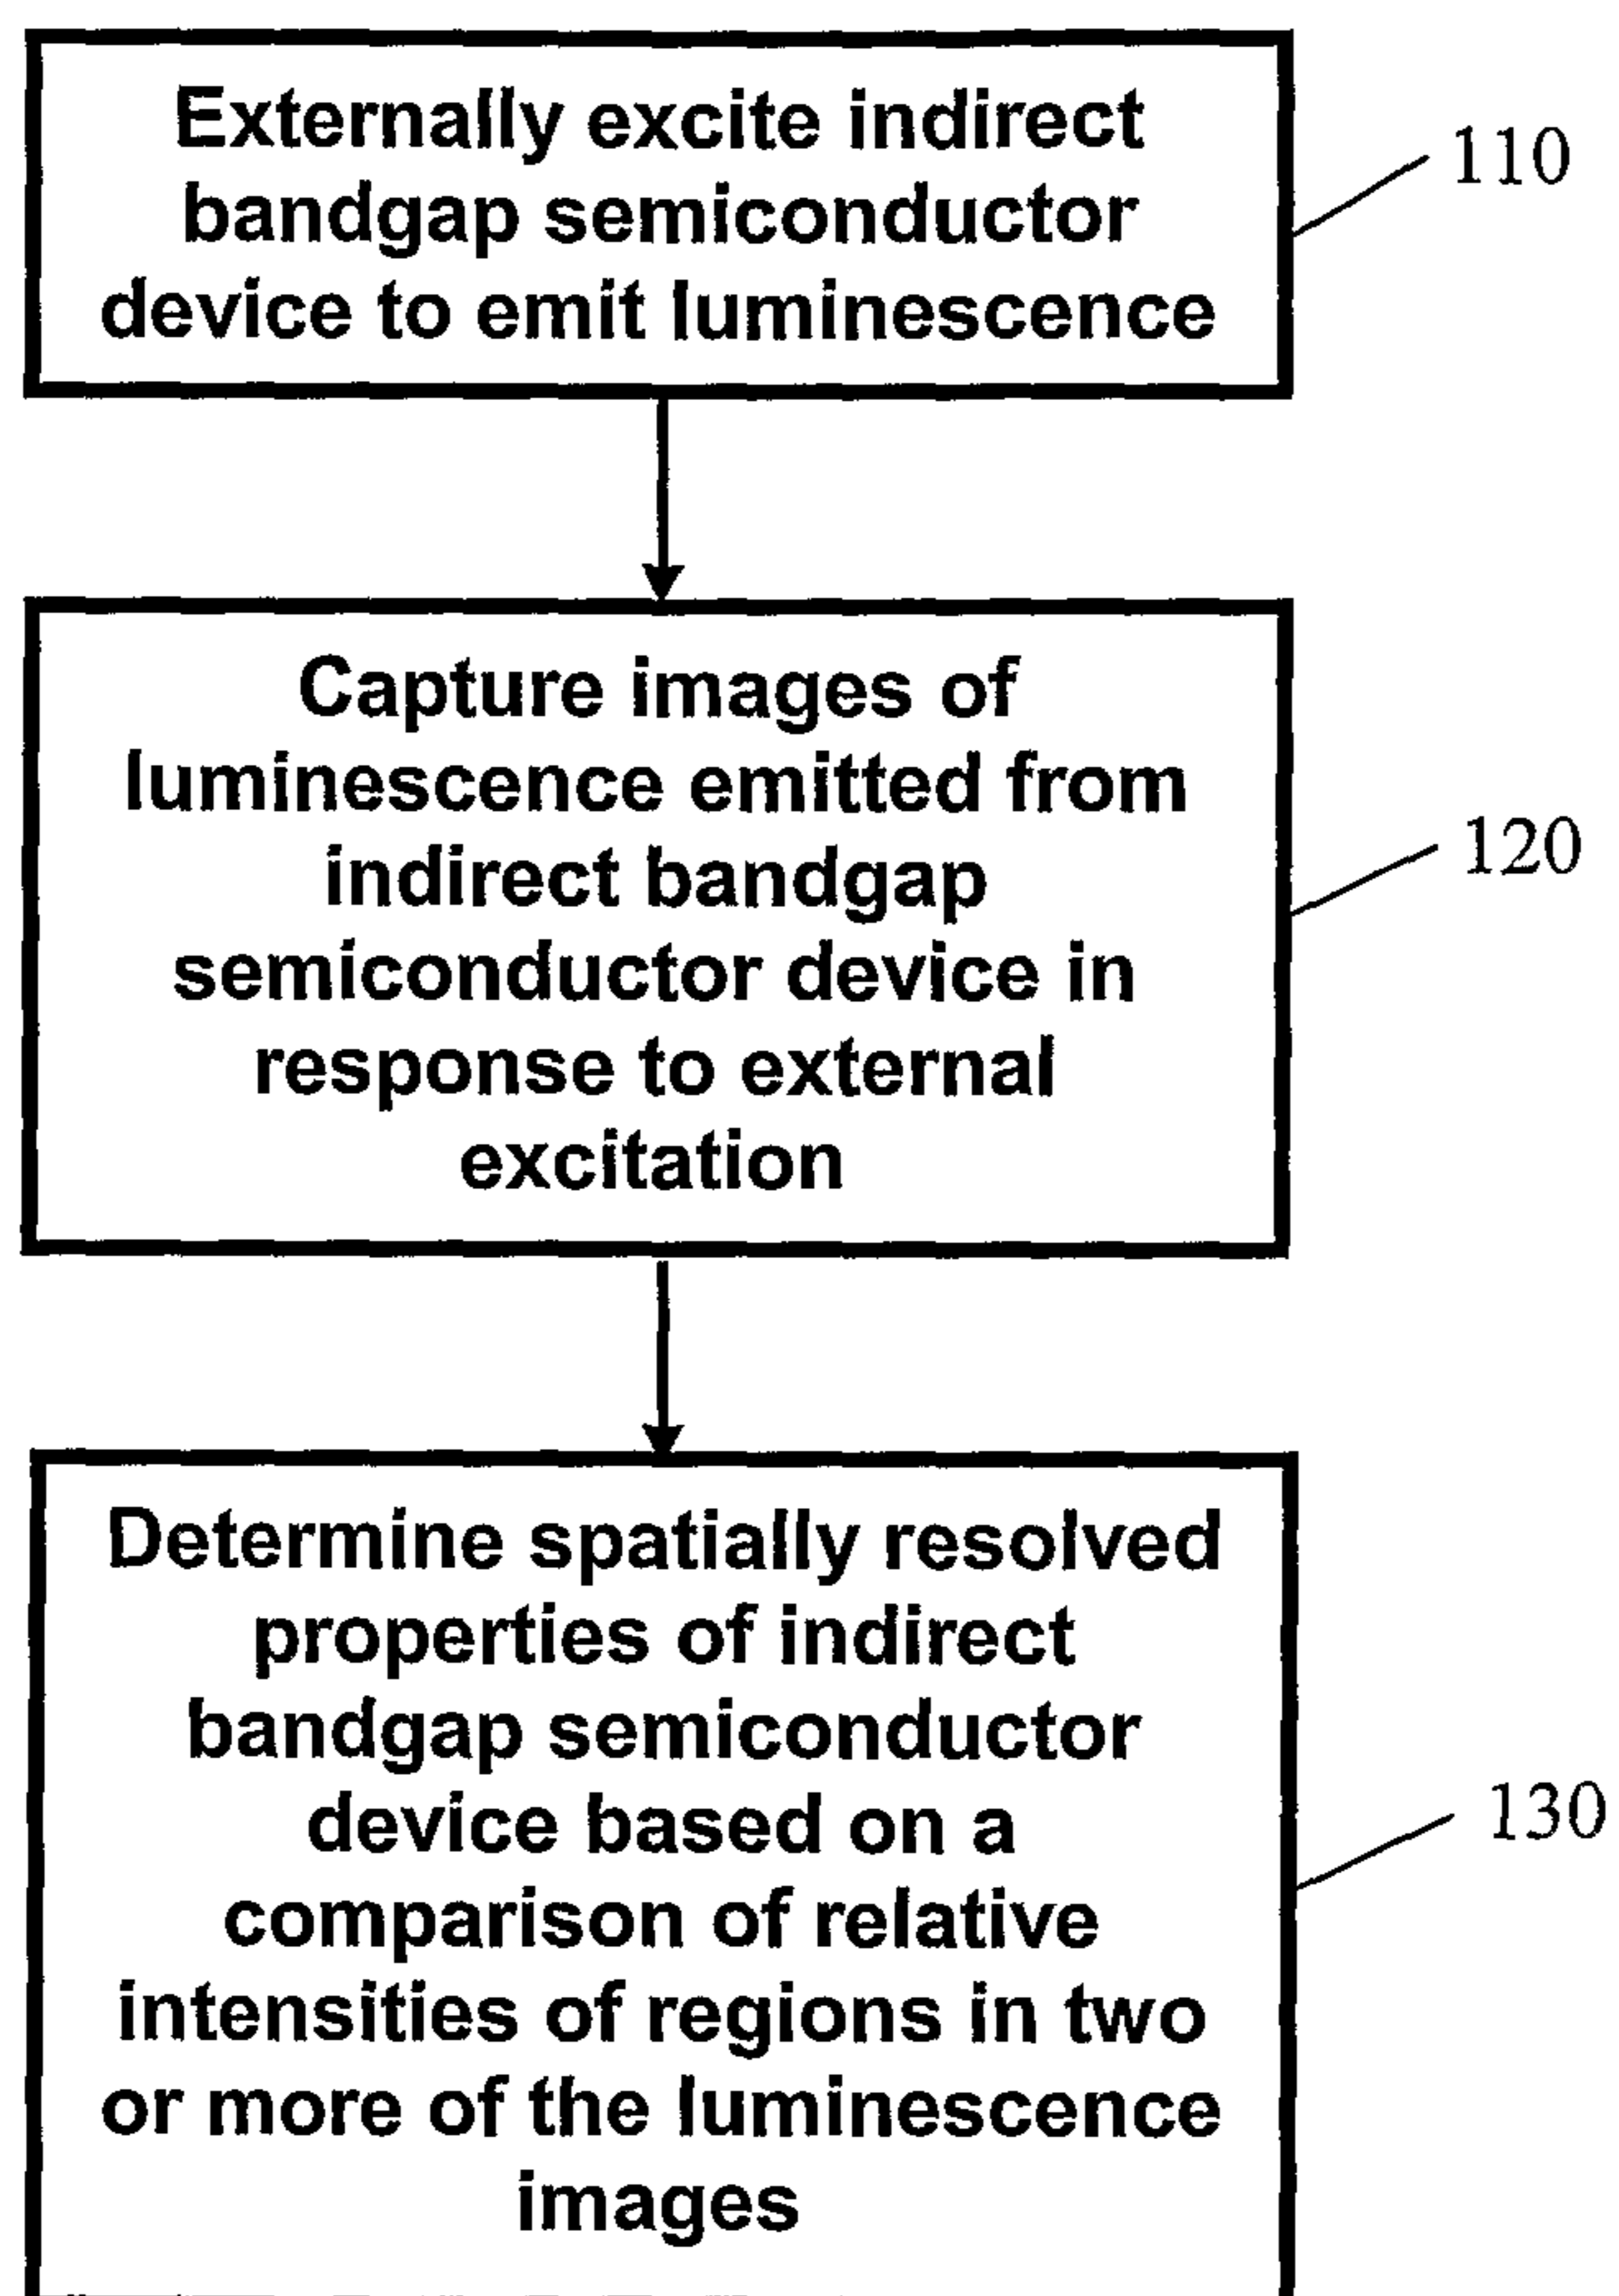 Externally excite indirect
bandgap semiconductor
device to emit luminescence
110
Capture images of
luminescence emitted from
indirect bandgap
semiconductor device in
response to external
excitation
120
Determine spatially resolved
properties of indirect
bandgap semiconductor
device based on a
comparison of relative
intensities of regions in two
or more of the luminescence
images
130